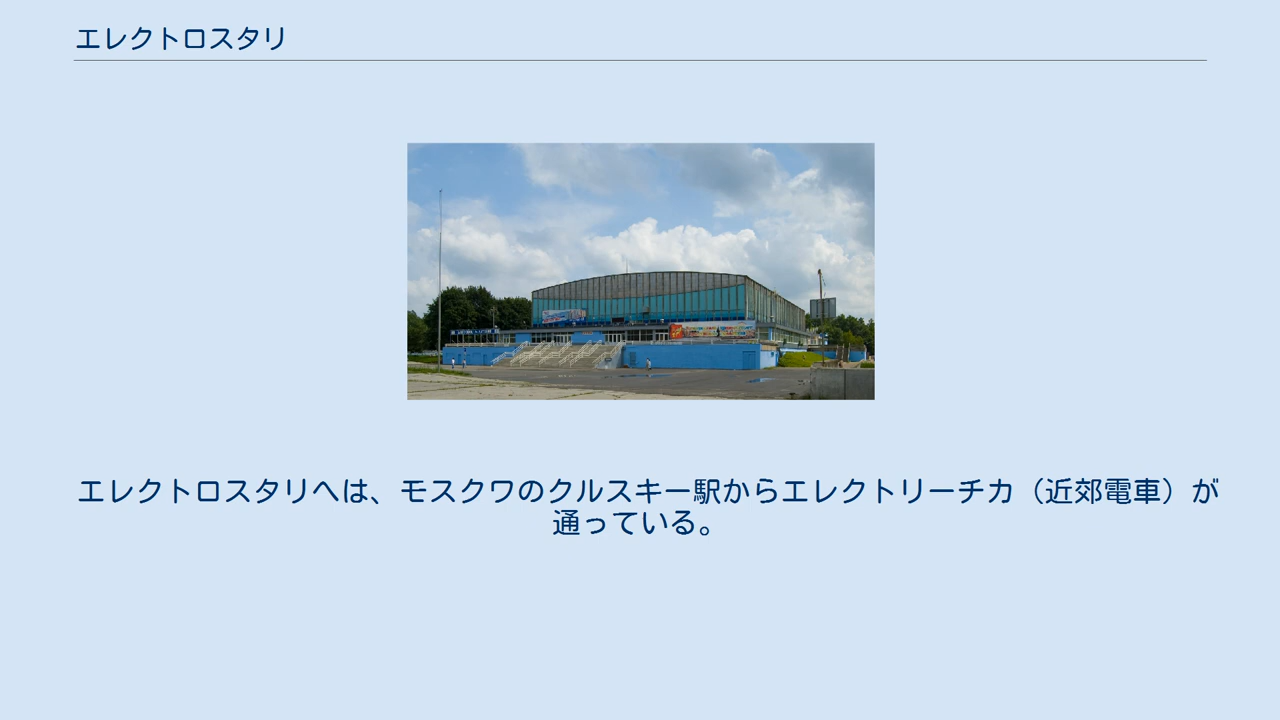 エレクトロスタリ
エレクトロスタリへは、モスクワのクルスキー駅からエレクトリーチカ（近郊電車）が
通っている。